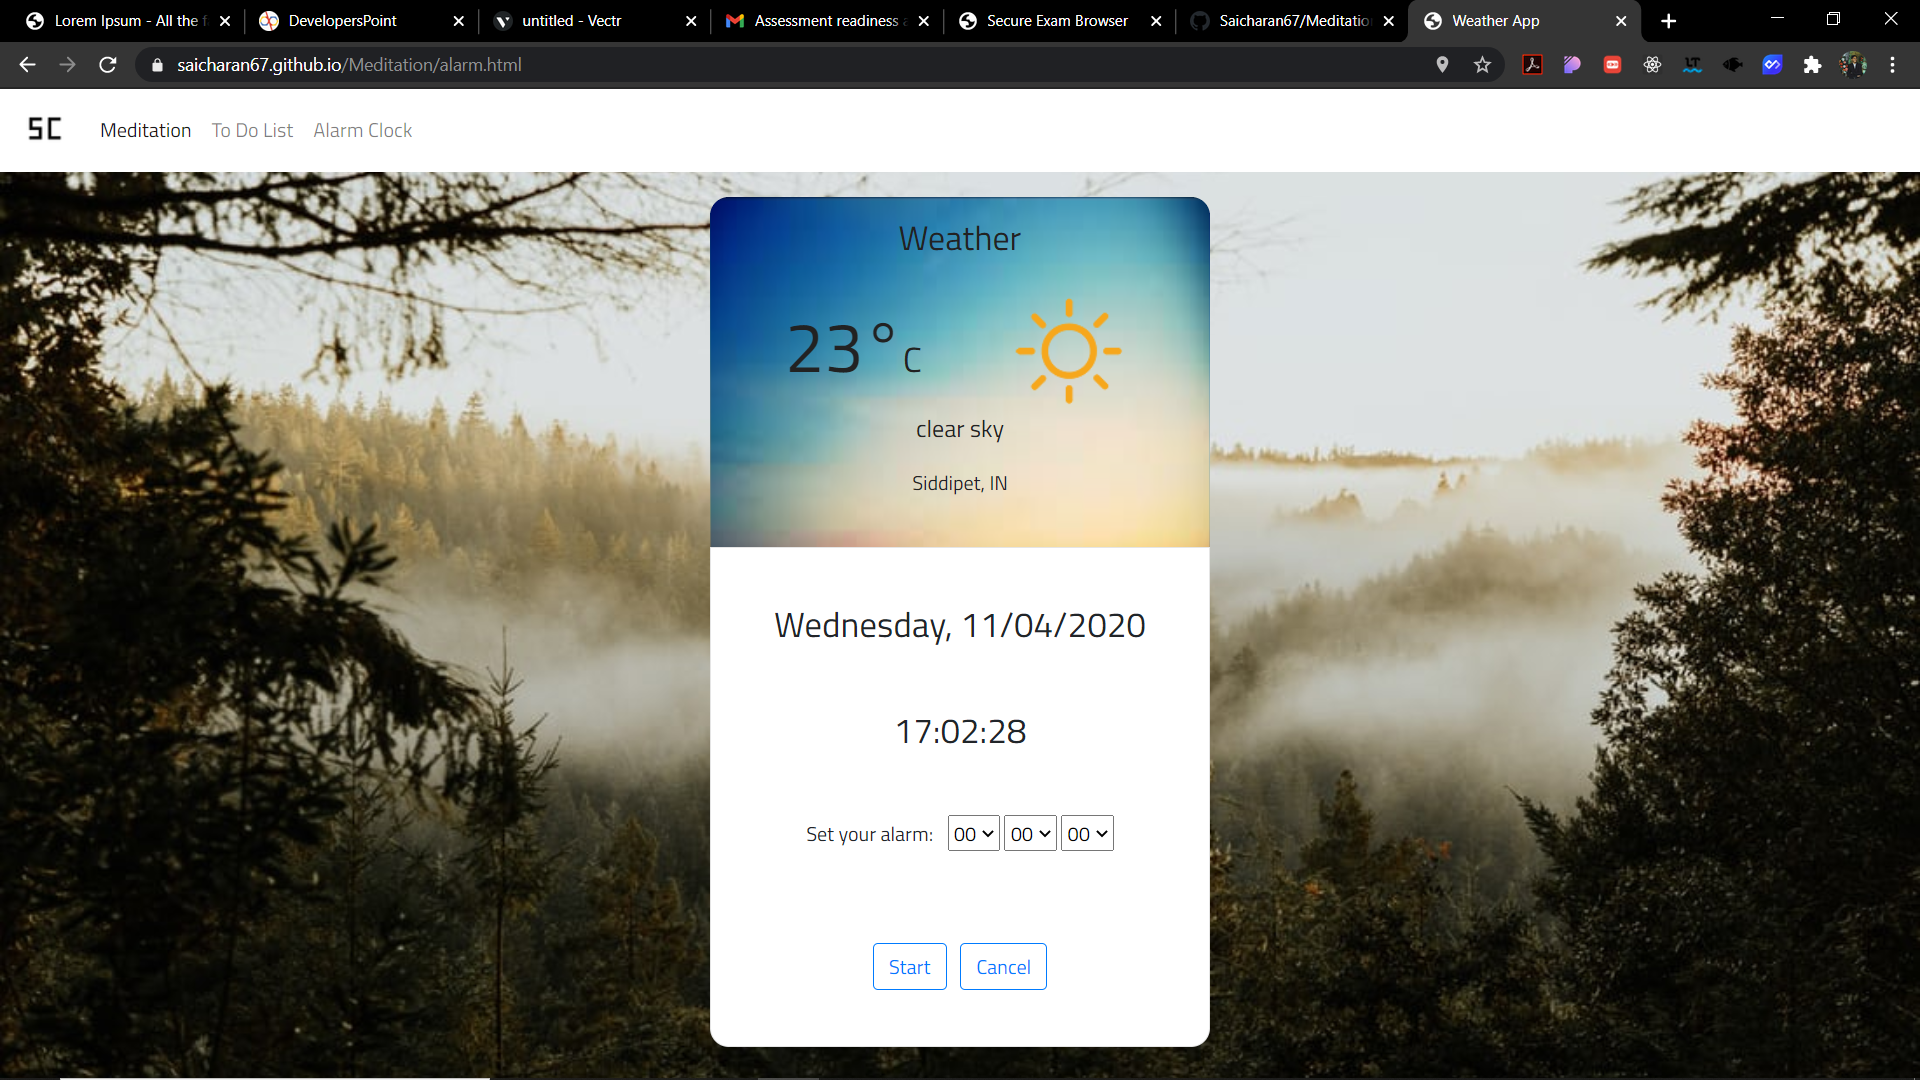 Lorem Ipsum - All the f
DevelopersPoint
untitled - Vectr
Assessment readiness a
Secure Exam Browser
Saicharan67/Meditatio
Weather App
saicharan67.github.io/Meditation/alarm.html
SC
Meditation
To Do List
Alarm Clock
Weather
23°C
clear sky
Siddipet, IN
Wednesday, 11/04/2020
17:02:28
Set your alarm: 00 00 00
Start
Cancel